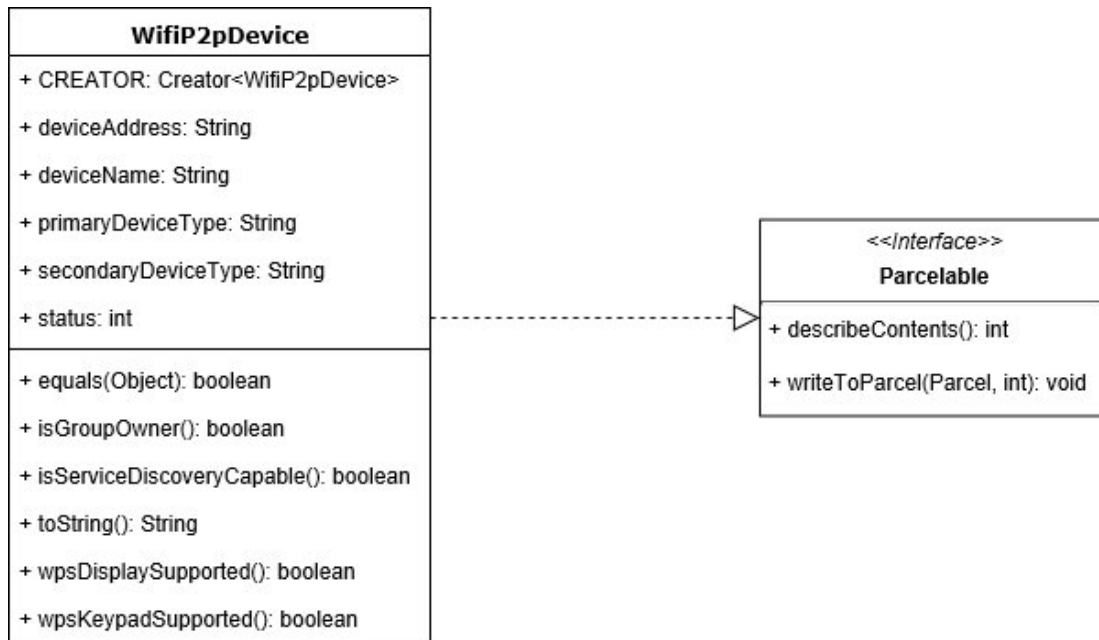 WifiP2pDevice
+ CREATOR: Creator<WifiP2pDevice>
+ deviceAddress: String
+ deviceName: String
+ primaryDeviceType: String
+ secondaryDeviceType: String
+ status: int
+ equals(Object): boolean
+ isGroupOwner(): boolean
+ isServiceDiscoveryCapable(): boolean
+ toString(): String
+ wpsDisplaySupported(): boolean
+ wpsKeypadSupported(): boolean
<<Interface>>
Parcelable
+ describeContents(): int
+ writeToParcel(Parcel, int): void